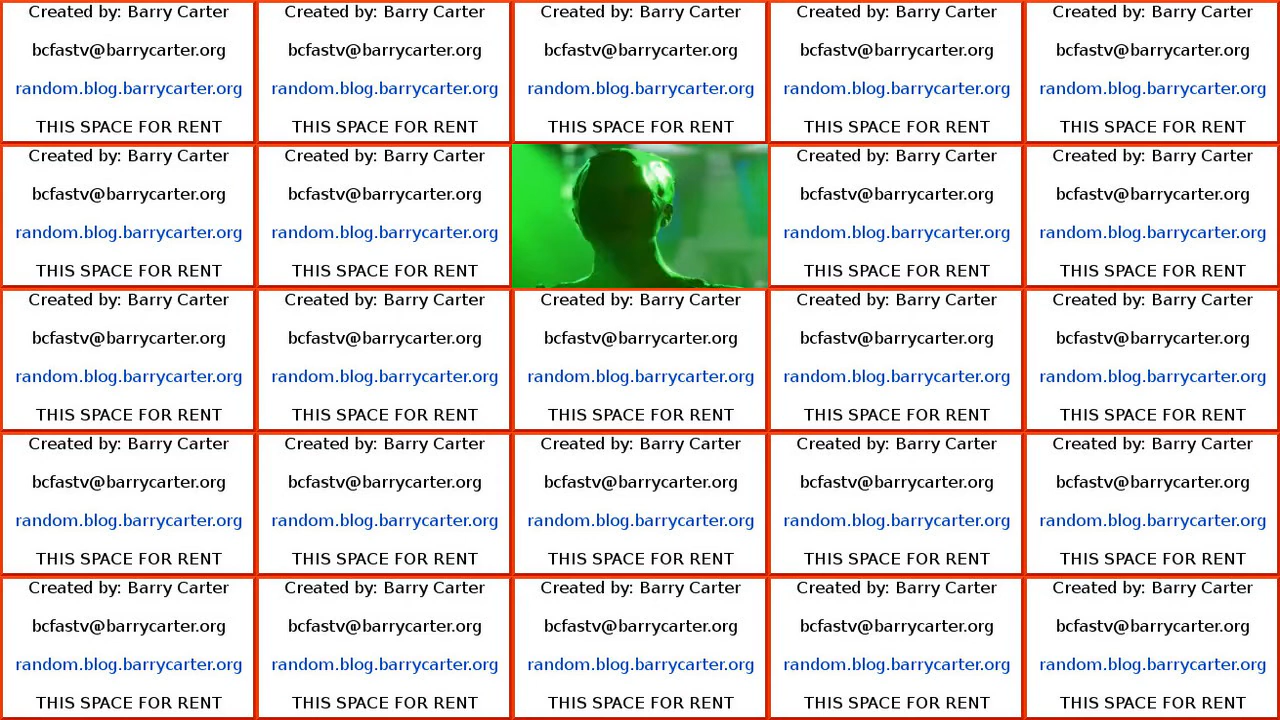 Created by: Barry Carter Created by: Barry Carter Created by: Barry Carter Created by: Barry Carter Created by: Barry Carter
bcfastv@barrycarter.org bcfastv@barrycarter.org bcfastv@barrycarter.org bcfastv@barrycarter.org bcfastv@barrycarter.org
random.blog.barrycarter.org random.blog.barrycarter.org random.blog.barrycarter.org random.blog.barrycarter.org random.blog.barrycarter.org
THIS SPACE FOR RENT THIS SPACE FOR RENT THIS SPACE FOR RENT THIS SPACE FOR RENT THIS SPACE FOR RENT
Created by: Barry Carter Created by: Barry Carter Created by: Barry Carter Created by: Barry Carter
bcfastv@barrycarter.org bcfastv@barrycarter.org bcfastv@barrycarter.org bcfastv@barrycarter.org
random.blog.barrycarter.org random.blog.barrycarter.org random.blog.barrycarter.org random.blog.barrycarter.org
THIS SPACE FOR RENT THIS SPACE FOR RENT THIS SPACE FOR RENT THIS SPACE FOR RENT
Created by: Barry Carter Created by: Barry Carter Created by: Barry Carter Created by: Barry Carter Created by: Barry Carter
bcfastv@barrycarter.org bcfastv@barrycarter.org bcfastv@barrycarter.org bcfastv@barrycarter.org bcfastv@barrycarter.org
random.blog.barrycarter.org random.blog.barrycarter.org random.blog.barrycarter.org random.blog.barrycarter.org random.blog.barrycarter.org
THIS SPACE FOR RENT THIS SPACE FOR RENT THIS SPACE FOR RENT THIS SPACE FOR RENT THIS SPACE FOR RENT
Created by: Barry Carter Created by: Barry Carter Created by: Barry Carter Created by: Barry Carter Created by: Barry Carter
bcfastv@barrycarter.org bcfastv@barrycarter.org bcfastv@barrycarter.org bcfastv@barrycarter.org bcfastv@barrycarter.org
random.blog.barrycarter.org random.blog.barrycarter.org random.blog.barrycarter.org random.blog.barrycarter.org random.blog.barrycarter.org
THIS SPACE FOR RENT THIS SPACE FOR RENT THIS SPACE FOR RENT THIS SPACE FOR RENT THIS SPACE FOR RENT
Created by: Barry Carter Created by: Barry Carter Created by: Barry Carter Created by: Barry Carter Created by: Barry Carter
bcfastv@barrycarter.org bcfastv@barrycarter.org bcfastv@barrycarter.org bcfastv@barrycarter.org bcfastv@barrycarter.org
random.blog.barrycarter.org random.blog.barrycarter.org random.blog.barrycarter.org random.blog.barrycarter.org random.blog.barrycarter.org
THIS SPACE FOR RENT THIS SPACE FOR RENT THIS SPACE FOR RENT THIS SPACE FOR RENT THIS SPACE FOR RENT